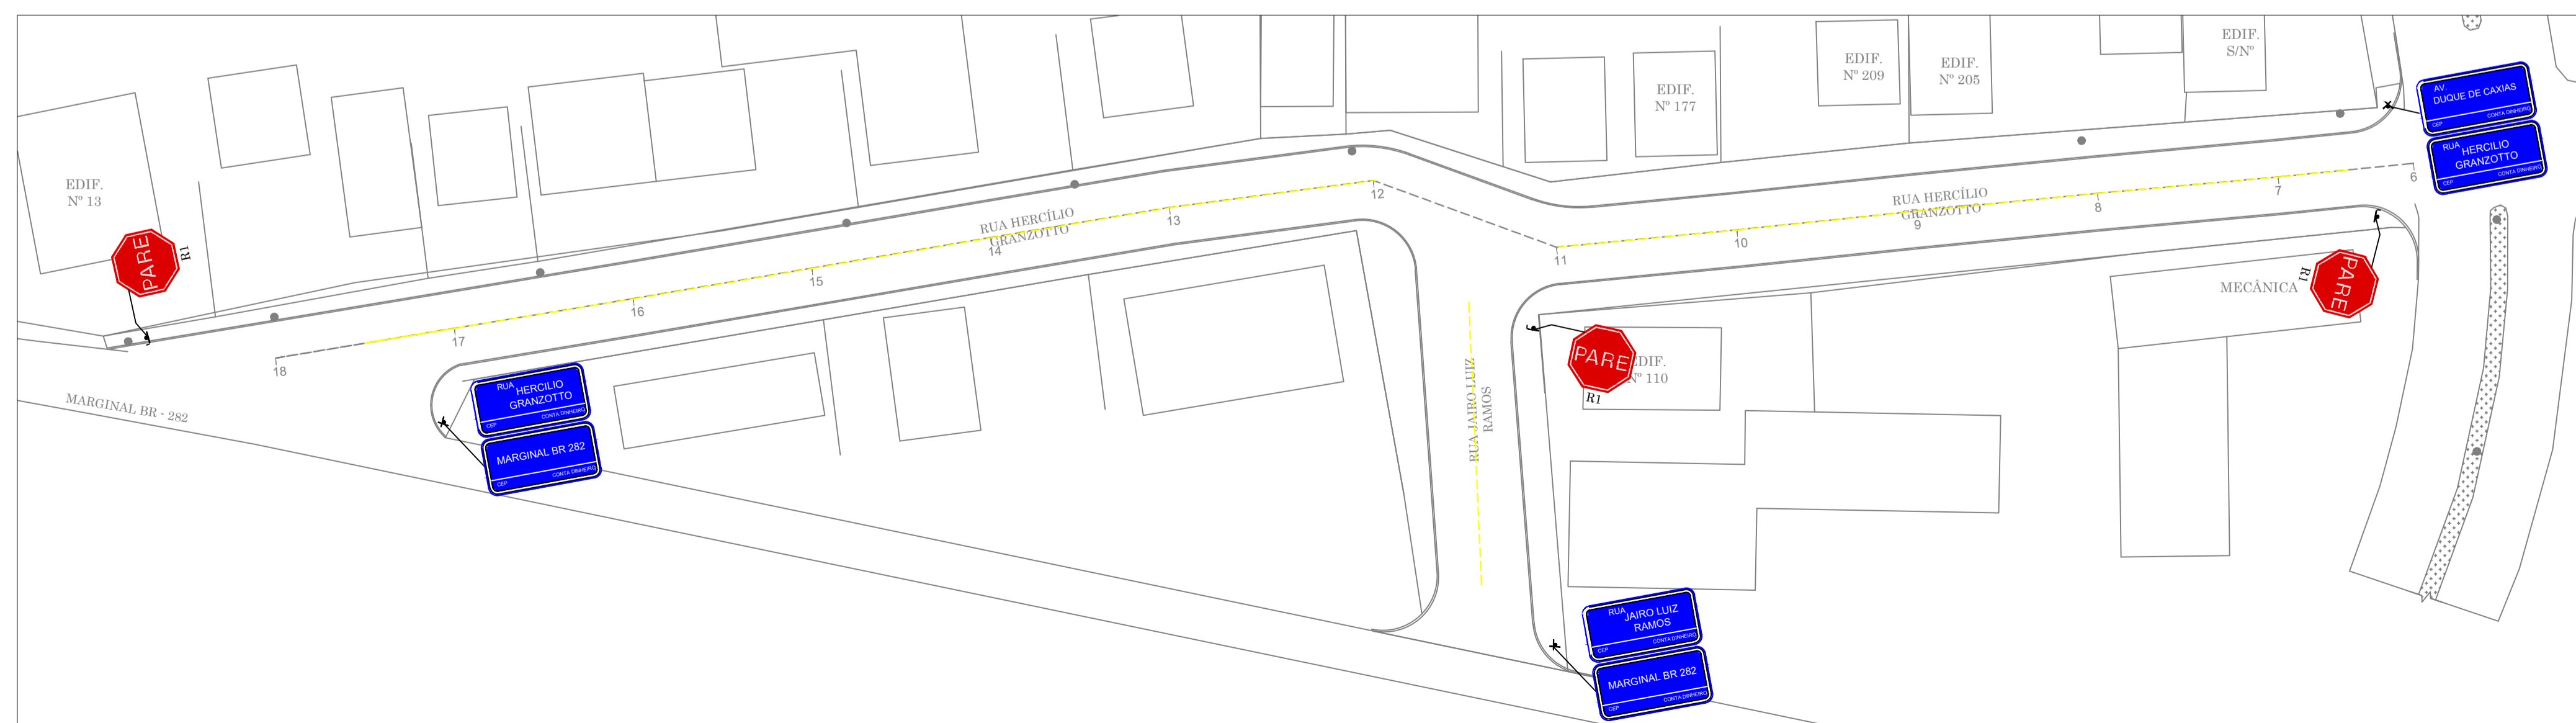 EDIF.
Nº 13
PARE
R1
MARGINAL BR - 282
18
17
16
15
14
13
12
11
10
9
8
7
6
RUA HERCÍLIO
GRANZOTTO
RUA HERCÍLIO
GRANZOTTO
EDIF.
Nº 177
EDIF.
Nº 209
EDIF.
Nº 205
EDIF.
S/Nº
AV.
DUQUE DE CAXIAS
CEP
CONTA DINHEIRO
RUA
HERCILIO
GRANZOTTO
CEP
CONTA DINHEIRO
MECÂNICA
PARE
R1
PARE
R1
EDIF.
Nº 110
RUA JAIRO LUIZ
RAMOS
RUA
HERCILIO
GRANZOTTO
CEP
CONTA DINHEIRO
MARGINAL BR 282
CEP
CONTA DINHEIRO
RUA
JAIRO LUIZ
RAMOS
CEP
CONTA DINHEIRO
MARGINAL BR 282
CEP
CONTA DINHEIRO